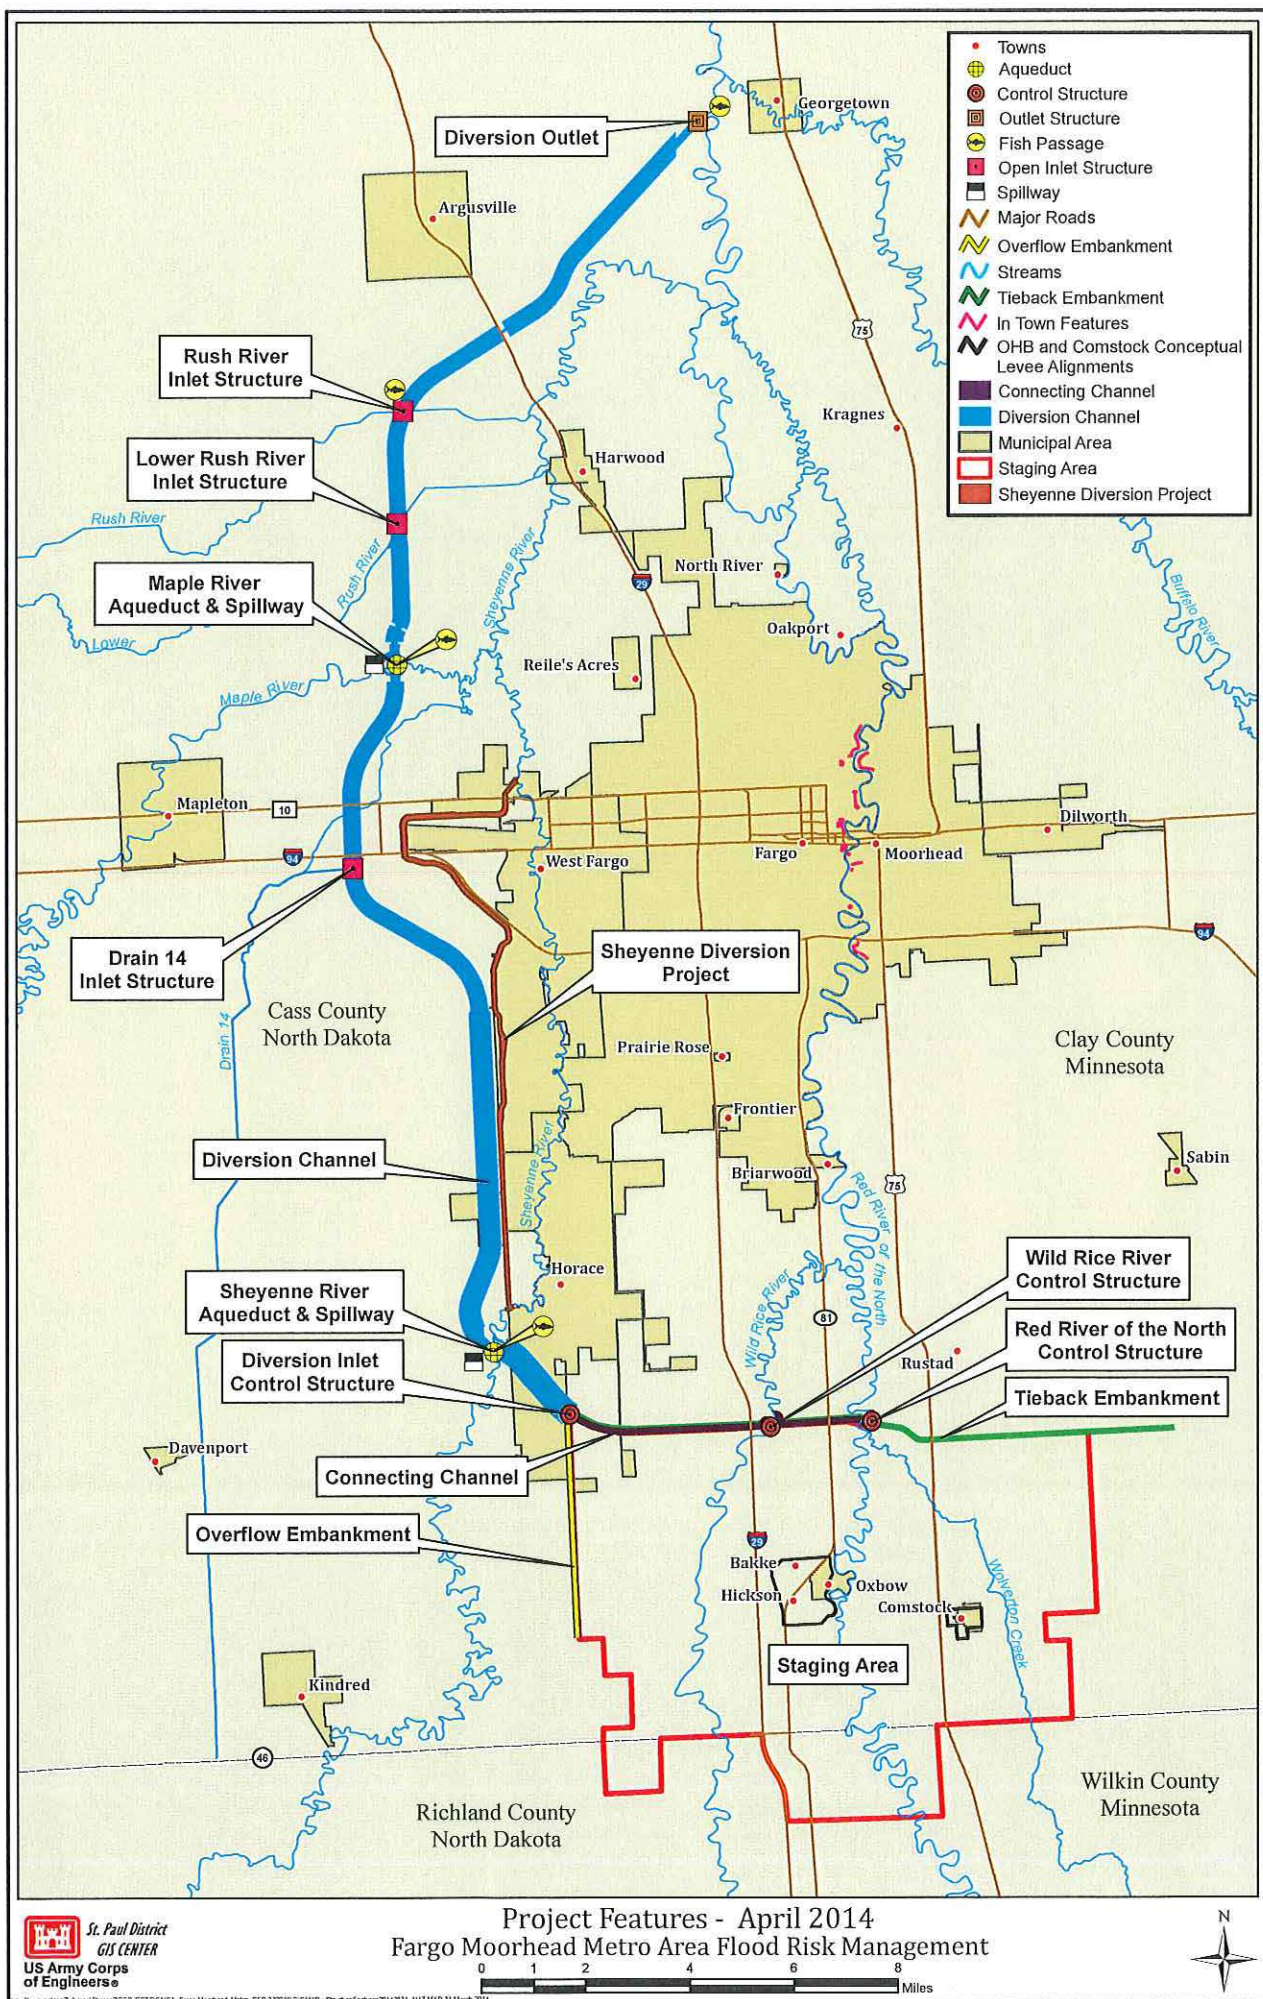 Towns
Aqueduct
Control Structure
Outlet Structure
Fish Passage
Open Inlet Structure
Spillway
Major Roads
Overflow Embankment
Streams
Tieback Embankment
In Town Features
OHB and Comstock Conceptual
Levee Alignments
Connecting Channel
Diversion Channel
Municipal Area
Staging Area
Sheyenne Diversion Project
Georgetown
Diversion Outlet
Argusville
75
Rush River
Inlet Structure
Kragnes
Lower Rush River
Inlet Structure
Harwood
Rush River
Rush River
Sheyenne River
North River
29
Maple River
Aqueduct & Spillway
Buffalo River
Lower
Oakport
Reile's Acres
Maple River
Mapleton
10
Dilworth
94
Fargo
Moorhead
West Fargo
94
Drain 14
Inlet Structure
Sheyenne Diversion
Project
Cass County
North Dakota
Drain 14
Clay County
Minnesota
Prairie Rose
Frontier
Diversion Channel
Sheyenne River
Briarwood
Sabin
75
Red River of the North
Wild Rice River
Control Structure
Horace
Sheyenne River
Aqueduct & Spillway
Wild Rice River
81
Red River of the North
Control Structure
Rustad
Diversion Inlet
Control Structure
Tieback Embankment
Davenport
Connecting Channel
Overflow Embankment
29
Bakke
Hickson
Oxbow
Comstock
Wolverton Creek
Staging Area
Kindred
46
Richland County
North Dakota
Wilkin County
Minnesota
St. Paul District
GIS CENTER
US Army Corps
of Engineers®
Project Features - April 2014
Fargo Moorhead Metro Area Flood Risk Management
0 1 2 4 6 8
Miles
N